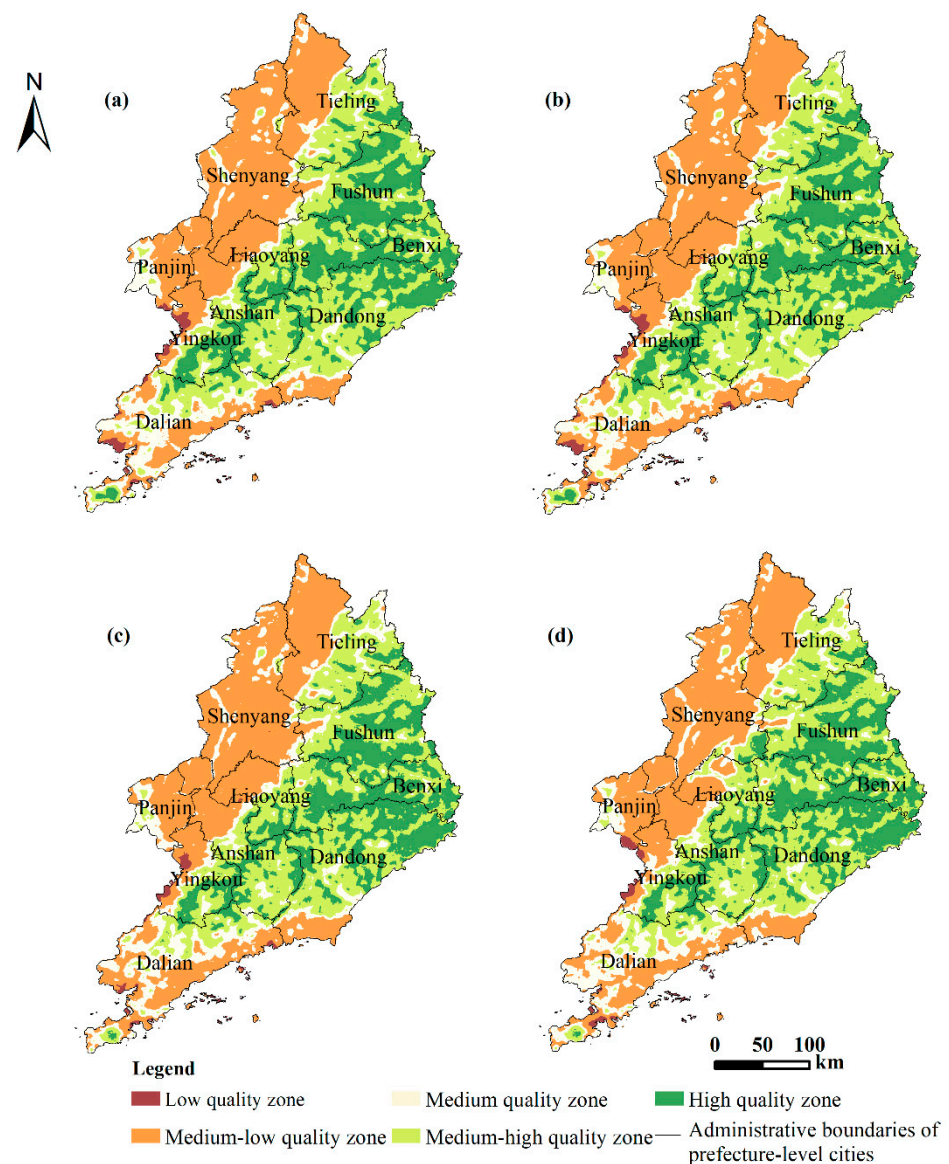 N
(a)
Tieling
Shenyang
Fushun
Liaoyang
Benxi
Panjin
Anshan
Dandong
Yingkou
Dalian
(b)
Tieling
Shenyang
Fushun
Liaoyang
Benxi
Panjin
Anshan
Dandong
Yingkou
Dalian
(c)
Tieling
Shenyang
Fushun
Benxi
Panjin
Liaoyang
Anshan
Dandong
Yingkou
Dalian
(d)
Tieling
Shenyang
Fushun
Benxi
Panjin
Liaoyang
Anshan
Dandong
Yingkou
Dalian
0 50 100
km
Legend
Low quality zone
Medium quality zone
High quality zone
Medium-low quality zone
Medium-high quality zone
Administrative boundaries of
prefecture-level cities